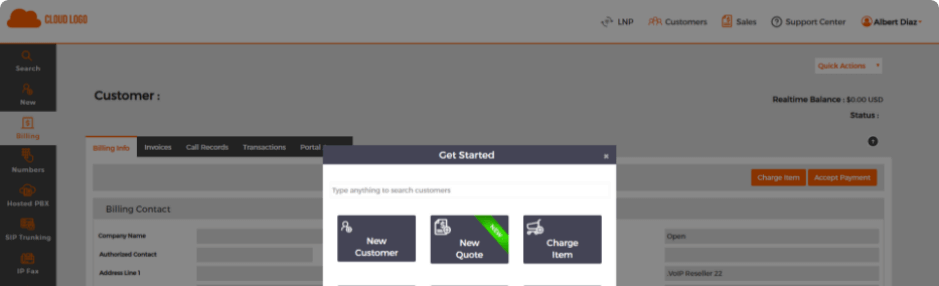 CLOUD LOGO
LNP
Customers
Sales
Support Center
Albert Diaz
Search
New
Billing
Numbers
Hosted PBX
SIP Trunking
IP Fax
Quick Actions
Customer :
Realtime Balance : $0.00 USD
Status :
Billing Info
Invoices
Call Records
Transactions
Portal
Charge Item
Accept Payment
Billing Contact
Company Name
Open
Authorized Contact
Address Line 1
.VoIP Reseller 22
Get Started
×
Type anything to search customers
New
Customer
New
Quote
NEW
Charge
Item